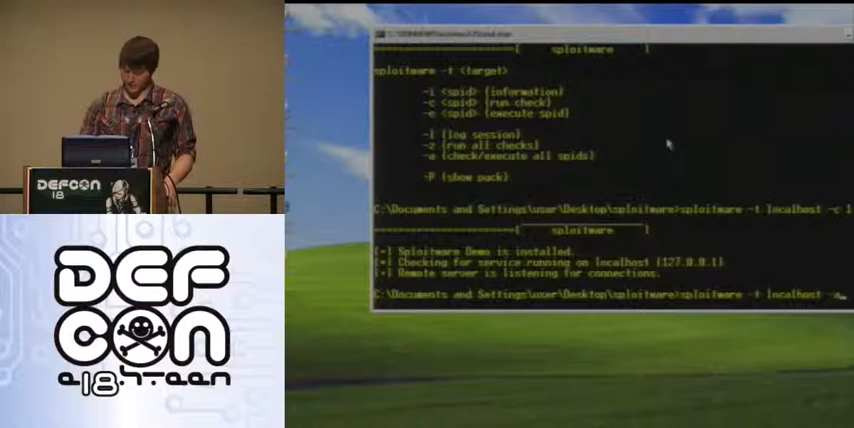 DEFCON
18
DEF
CON
e18.hteen
[ sploitware ]
sploitware -t <target>
-i <spid> (information)
-c <spid> (run check)
-e <spid> (execute spid)
-l (log session)
-z (run all checks)
-a (check/execute all spids)
-P (show pack)
C:\Documents and Settings\user\Desktop\sploitware>sploitware -t localhost -c 1
[ sploitware ]
[*] Sploitware Demo is installed.
[*] Checking for service running on localhost (127.0.0.1)
[*] Remote server is listening for connections.
C:\Documents and Settings\user\Desktop\sploitware>sploitware -t localhost -a